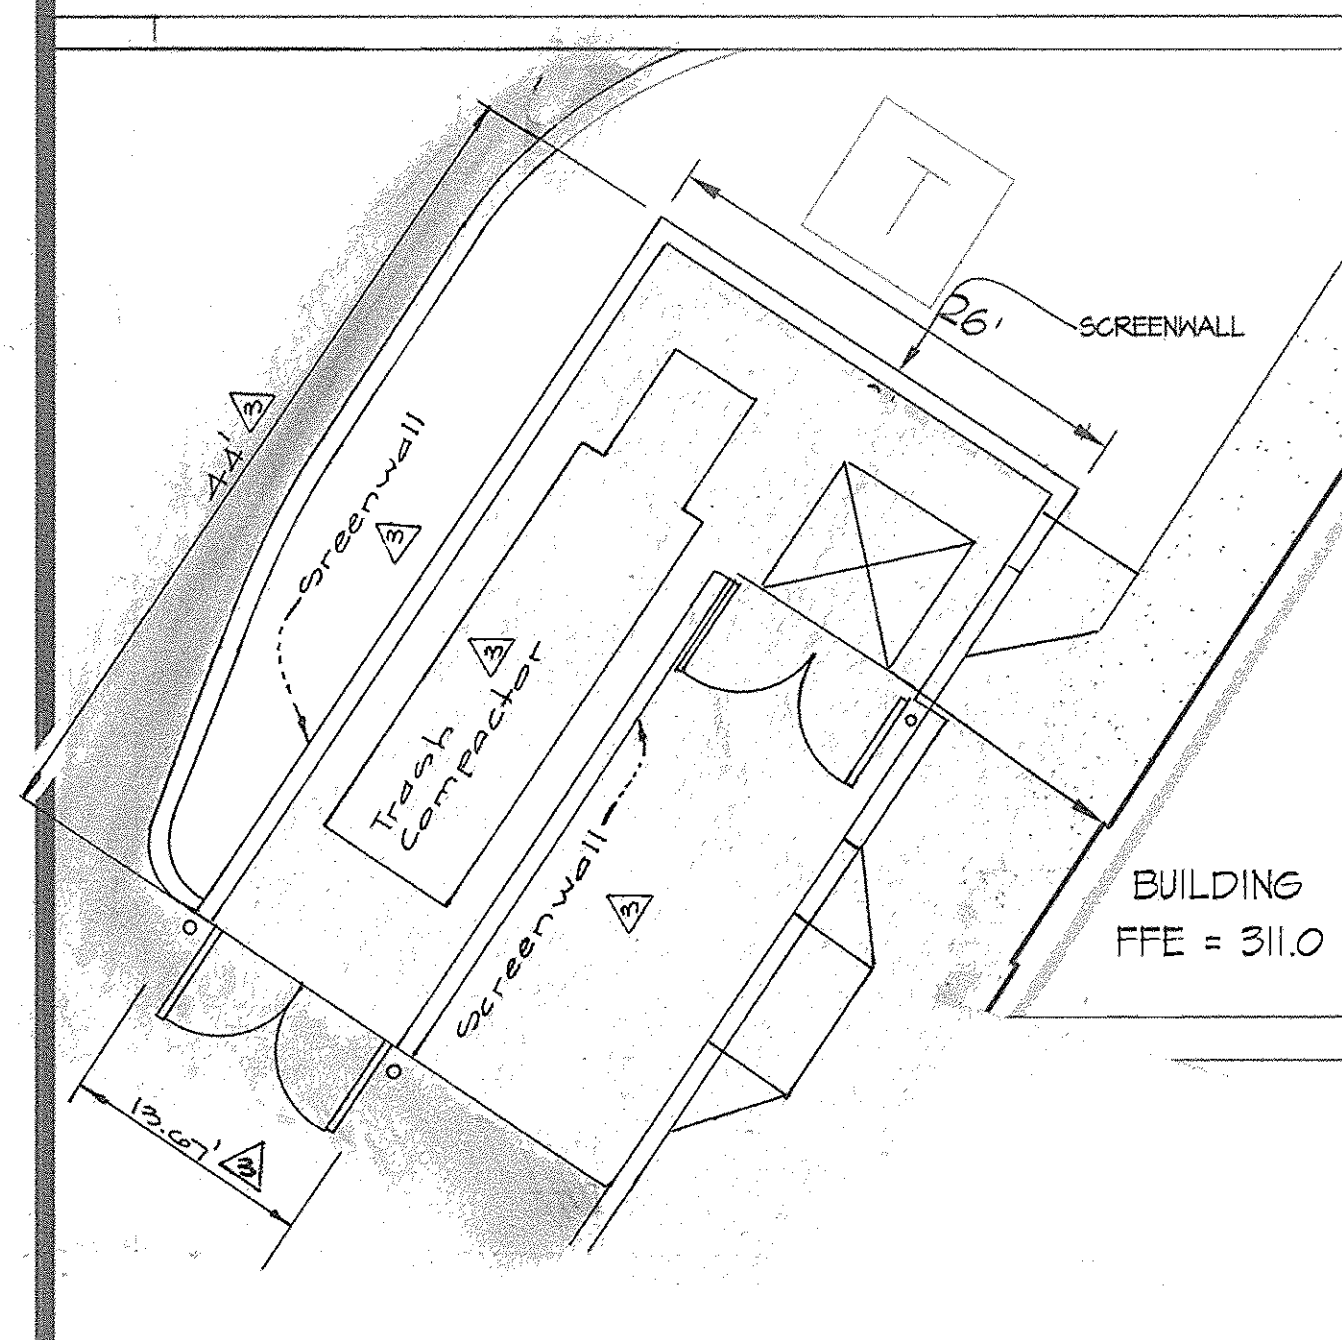 T
26'
SCREENWALL
44' 3
Screenwall
3
3
Trash
Compactor
Screenwall
3
BUILDING
FFE = 311.0
13.67' 3